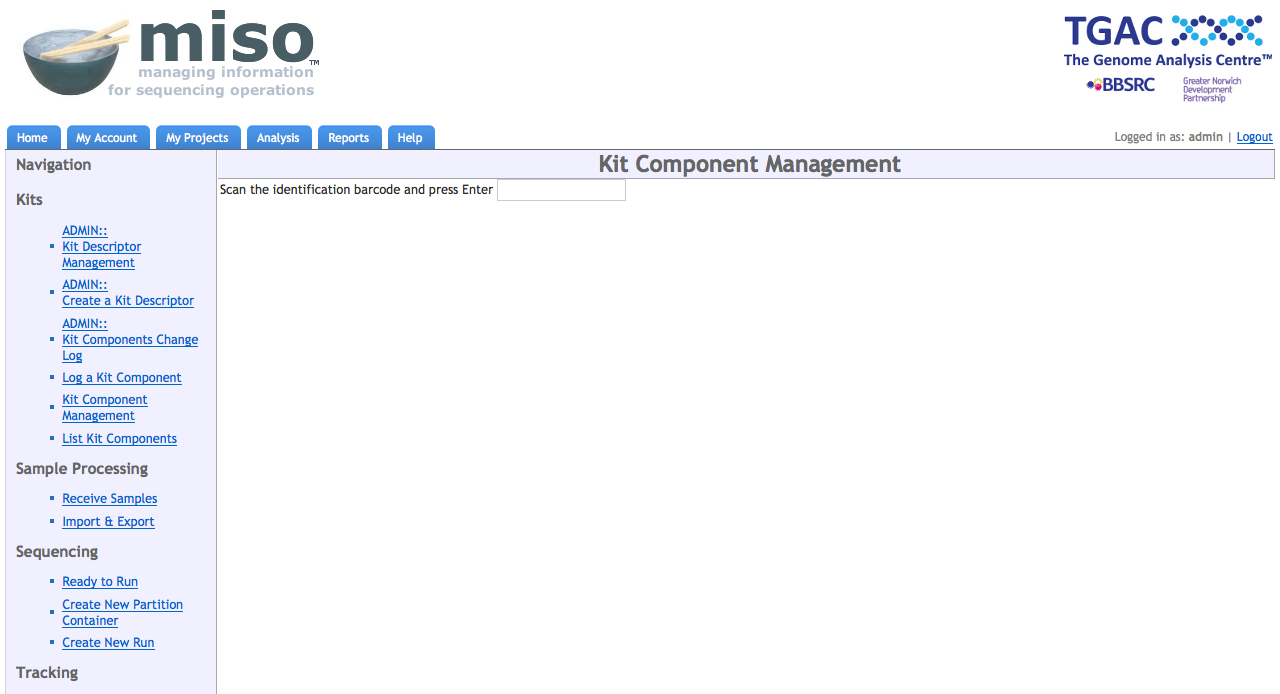 miso™
managing information
for sequencing operations
TGAC
The Genome Analysis Centre™
BBSRC
Greater Norwich
Development
Partnership
Home
My Account
My Projects
Analysis
Reports
Help
Logged in as: admin | Logout
Navigation
Kits
ADMIN::
Kit Descriptor
Management
ADMIN::
Create a Kit Descriptor
ADMIN::
Kit Components Change
Log
Log a Kit Component
Kit Component
Management
List Kit Components
Sample Processing
Receive Samples
Import & Export
Sequencing
Ready to Run
Create New Partition
Container
Create New Run
Tracking
Kit Component Management
Scan the identification barcode and press Enter